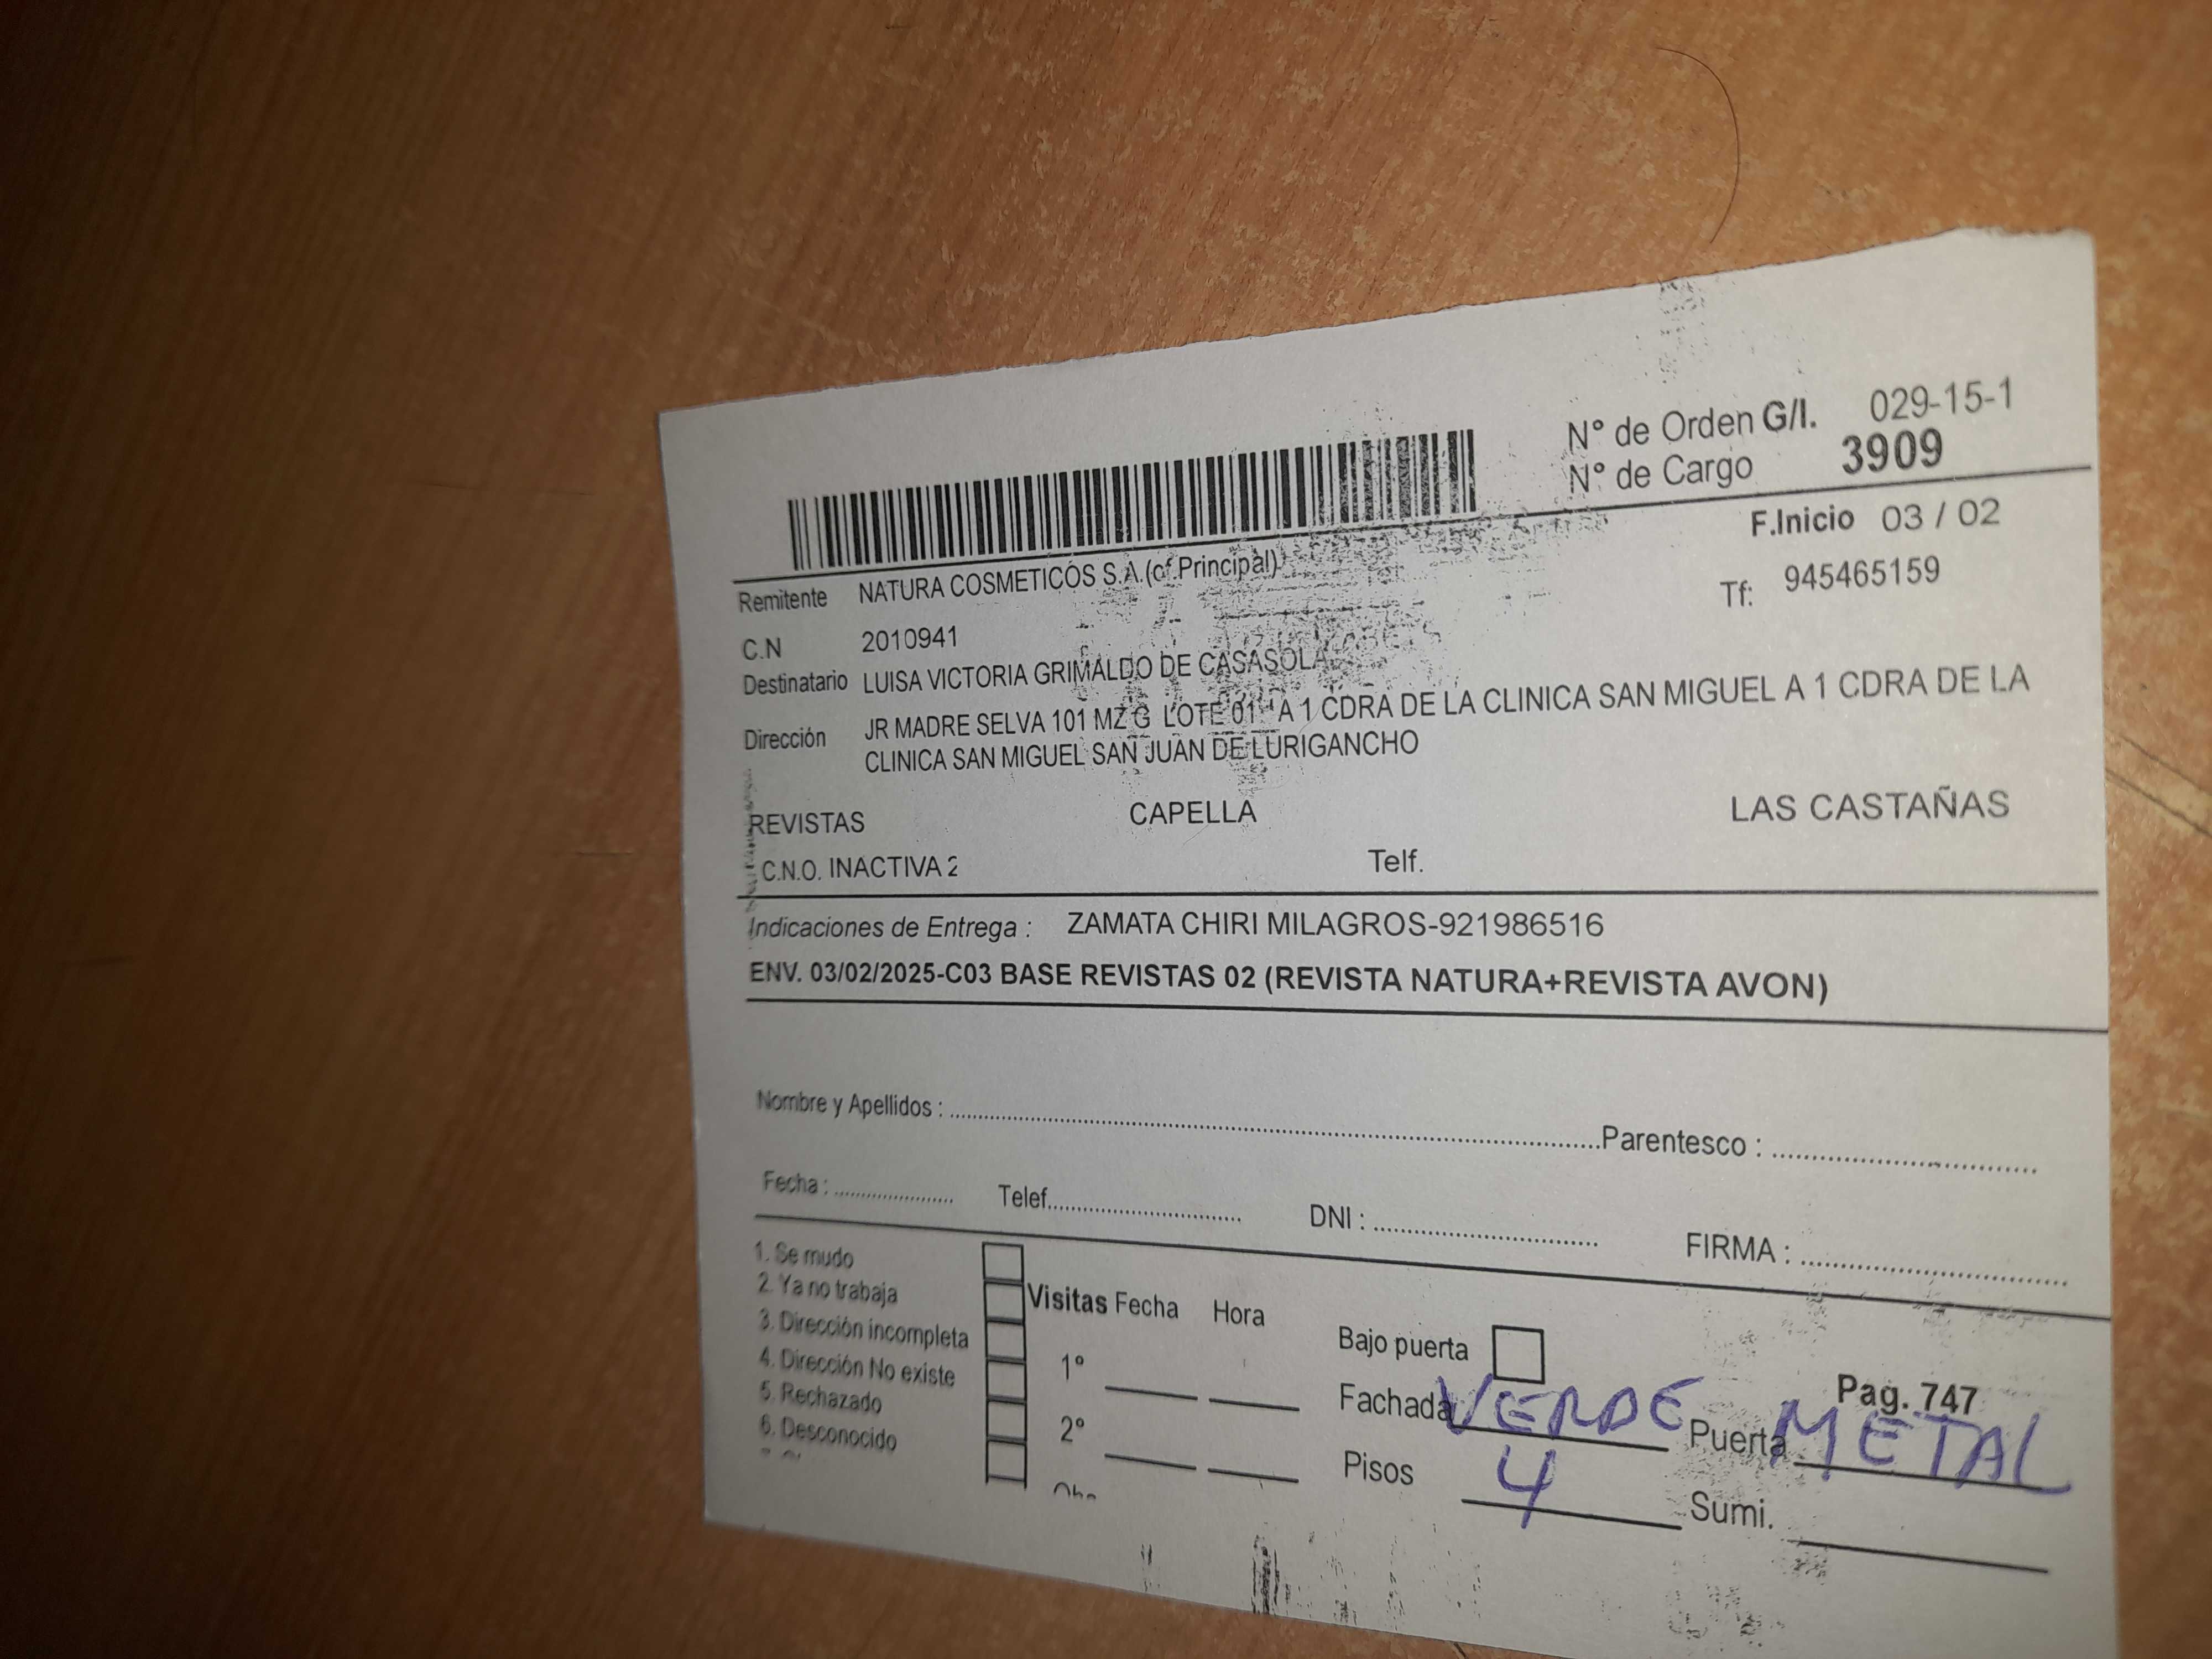 N° de Orden G/I. 029-15-1
N° de Cargo 3909
F.Inicio 03 / 02
Remitente NATURA COSMETICOS S.A.(of.Principal)
Tf: 945465159
C.N 2010941
Destinatario LUISA VICTORIA GRIMALDO DE CASASOLA
Dirección JR MADRE SELVA 101 MZ G LOTE 01 A 1 CDRA DE LA CLINICA SAN MIGUEL A 1 CDRA DE LA
CLINICA SAN MIGUEL SAN JUAN DE LURIGANCHO
REVISTAS CAPELLA LAS CASTAÑAS
C.N.O. INACTIVA 2 Telf.
Indicaciones de Entrega : ZAMATA CHIRI MILAGROS-921986516
ENV. 03/02/2025-C03 BASE REVISTAS 02 (REVISTA NATURA+REVISTA AVON)
Nombre y Apellidos : Parentesco :
Fecha : Telef. DNI : FIRMA :
1. Se mudo
2. Ya no trabaja
3. Dirección incompleta
4. Dirección No existe
5. Rechazado
6. Desconocido
Visitas Fecha Hora
1°
2°
Bajo puerta
Pag. 747
Fachada VERDE Puerta METAL
Pisos 4 Sumi.